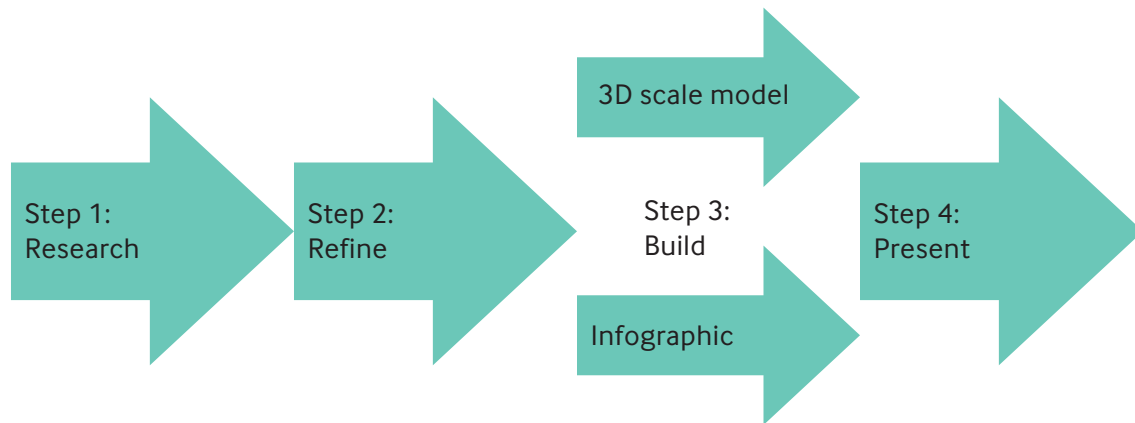 Step 1:
Research
Step 2:
Refine
3D scale model
Step 3:
Build
Infographic
Step 4:
Present